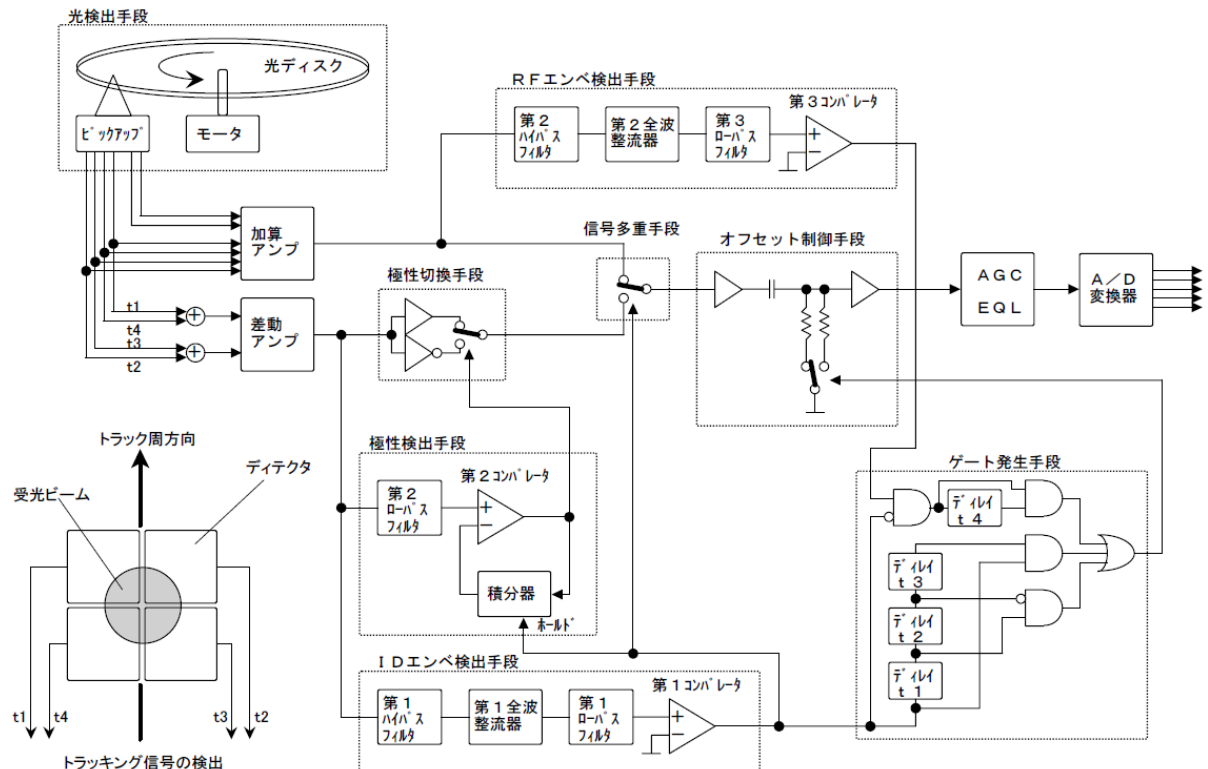 光検出手段
光ディスク
ピックアップ
モータ
RFエンベ検出手段
第2
ハイパス
フィルタ
第2全波
整流器
第3
ローパス
フィルタ
第3コンパレータ
+
−
加算
アンプ
信号多重手段
オフセット制御手段
AGC
EQL
A/D
変換器
極性切換手段
t1
t4
t3
t2
+
+
差動
アンプ
トラック周方向
ディテクタ
受光ビーム
t1
t4
t3
t2
トラッキング信号の検出
極性検出手段
第2
ローパス
フィルタ
第2コンパレータ
+
−
積分器
ホールド
IDエンベ検出手段
第1
ハイパス
フィルタ
第1全波
整流器
第1
ローパス
フィルタ
第1コンパレータ
+
−
ゲート発生手段
ディレイ
t4
ディレイ
t3
ディレイ
t2
ディレイ
t1